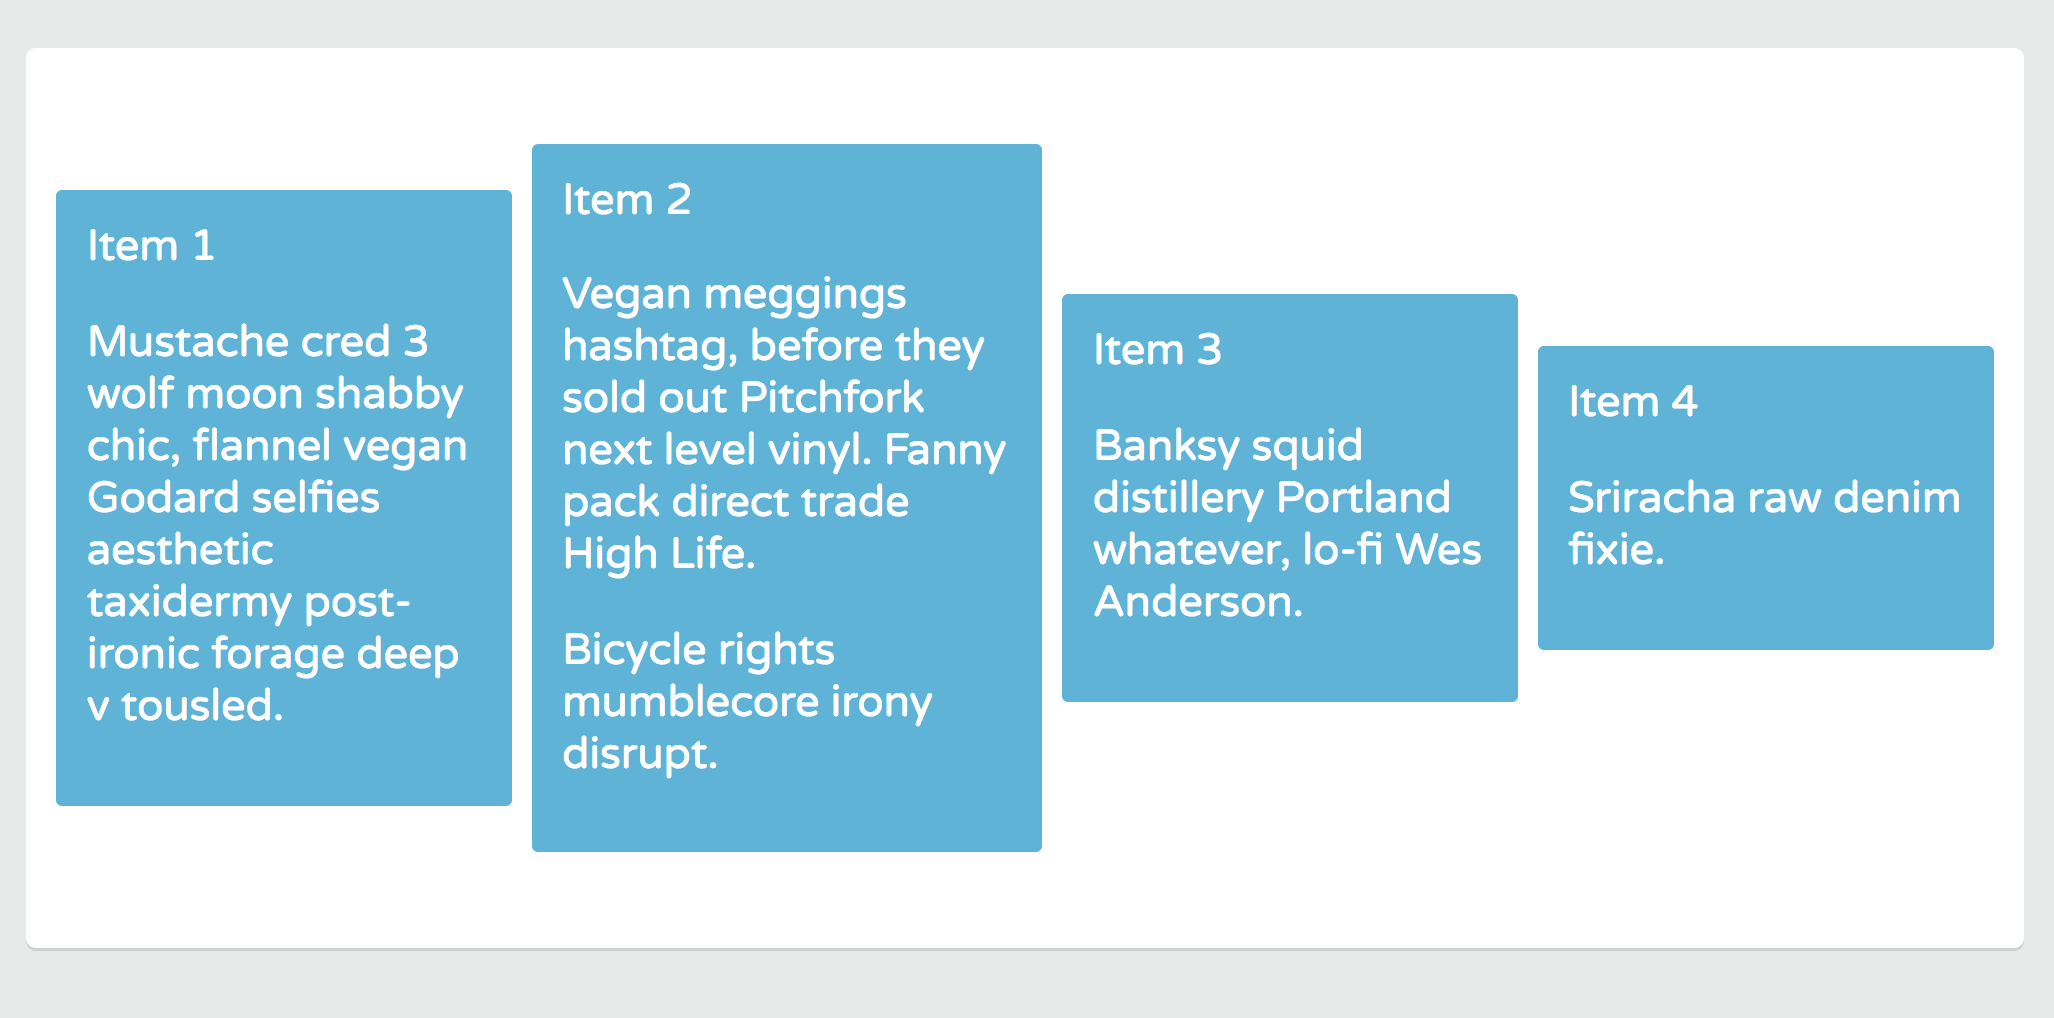 Item 1
Mustache cred 3
wolf moon shabby
chic, flannel vegan
Godard selfies
aesthetic
taxidermy post-
ironic forage deep
v tousled.
Item 2
Vegan meggings
hashtag, before they
sold out Pitchfork
next level vinyl. Fanny
pack direct trade
High Life.
Bicycle rights
mumblecore irony
disrupt.
Item 3
Banksy squid
distillery Portland
whatever, lo-fi Wes
Anderson.
Item 4
Sriracha raw denim
fixie.